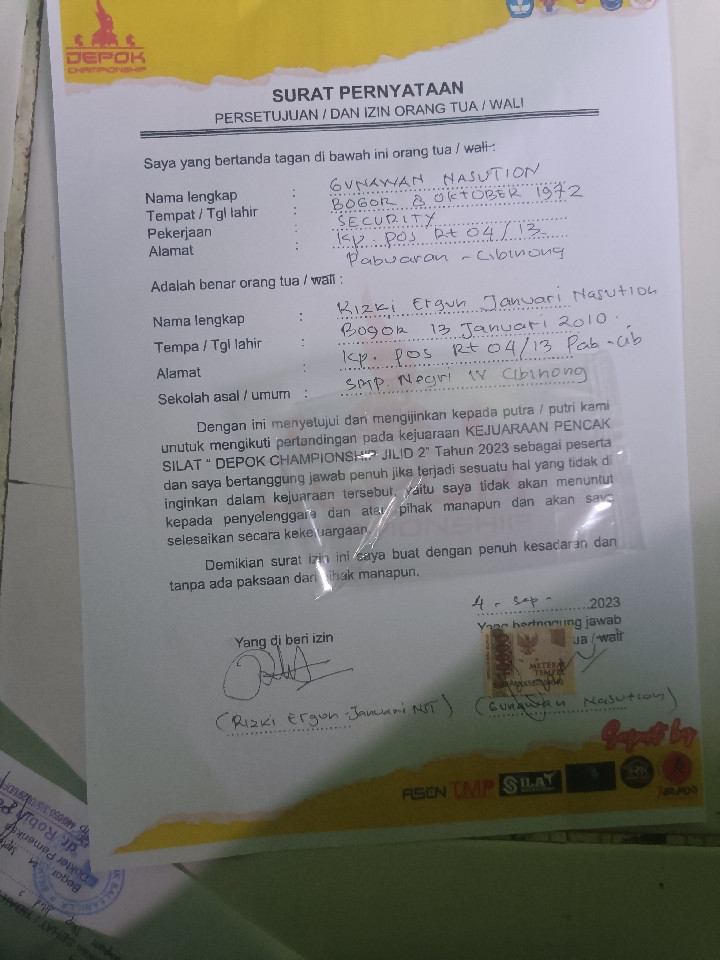 DEPOK
CHAMPIONSHIP
SURAT PERNYATAAN
PERSETUJUAN / DAN IZIN ORANG TUA / WALI
Saya yang bertanda tagan di bawah ini orang tua / wali :
Nama lengkap : GUNAWAN NASUTION
Tempat / Tgl lahir : BOGOR 8 OKTOBER 1972
Pekerjaan : SECURITY
Alamat : Kp. POS Rt 04/13
Pabuaran - Cibinong
Adalah benar orang tua / wali :
Nama lengkap : Rizki Ergun Januari Nasution
Tempa / Tgl lahir : Bogor 13 Januari 2010.
Alamat : Kp. POS Rt 04/13 Pab - Cib
Sekolah asal / umum : SMP. Negri IV Cibinong
Dengan ini menyetujui dan mengijinkan kepada putra / putri kami
unutuk mengikuti pertandingan pada kejuaraan KEJUARAAN PENCAK
SILAT " DEPOK CHAMPIONSHIP JILID 2" Tahun 2023 sebagai peserta
dan saya bertanggung jawab penuh jika terjadi sesuatu hal yang tidak di
inginkan dalam kejuaraan tersebut, yaitu saya tidak akan menuntut
kepada penyelenggara dan atau pihak manapun dan akan saya
selesaikan secara kekeluargaan.
Demikian surat izin ini saya buat dengan penuh kesadaran dan
tanpa ada paksaan dari pihak manapun.
4 - Sep - 2023
Yang di beri izin
Yang bertnggung jawab
ua / wali
METERAI
TEMPEL
(RIZKI ERGUN Januari NST)
(Gunawan Nasution)
Suport by
ASCN TMP SILAT
Dokter Pemeriksa